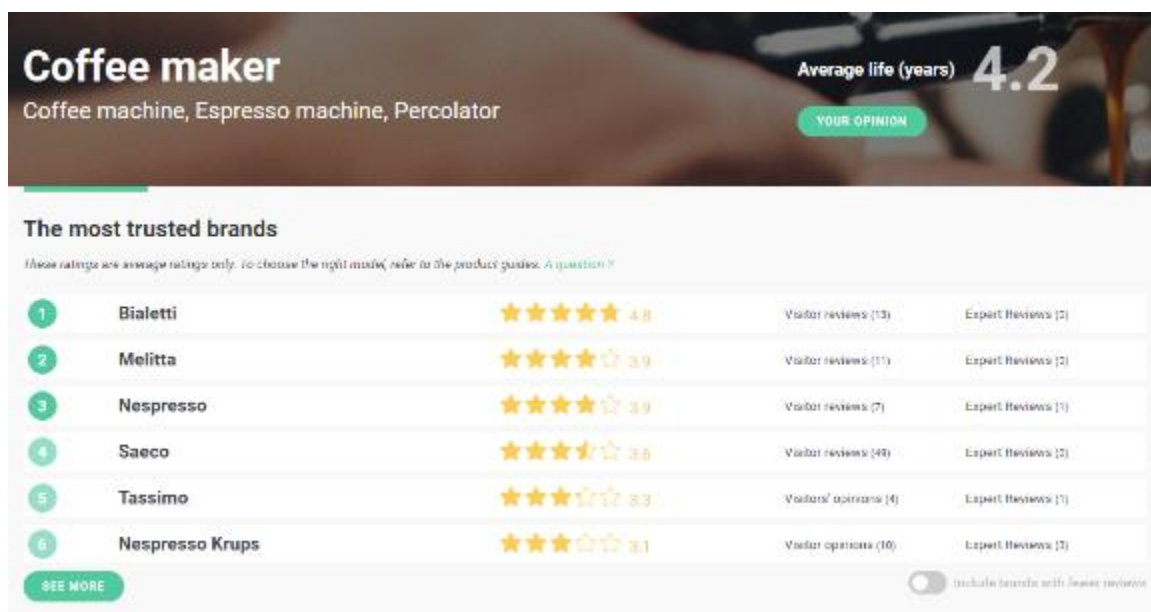 Coffee maker
Average life (years) 4.2
Coffee machine, Espresso machine, Percolator
YOUR OPINION
The most trusted brands
These ratings are average ratings only. To choose the right model, refer to the product guides. A question ?
1 Bialetti 4.8 Visitor reviews (13) Expert Reviews
2 Melitta 3.9 Visitor reviews (11) Expert Reviews
3 Nespresso 3.9 Visitor reviews (7) Expert Reviews (1)
4 Saeco 3.6 Visitor reviews (49) Expert Reviews
5 Tassimo 3.3 Visitors' opinions (4) Expert Reviews (1)
6 Nespresso Krups 3.1 Visitor opinions (10) Expert Reviews
SEE MORE
Include brands with fewer reviews